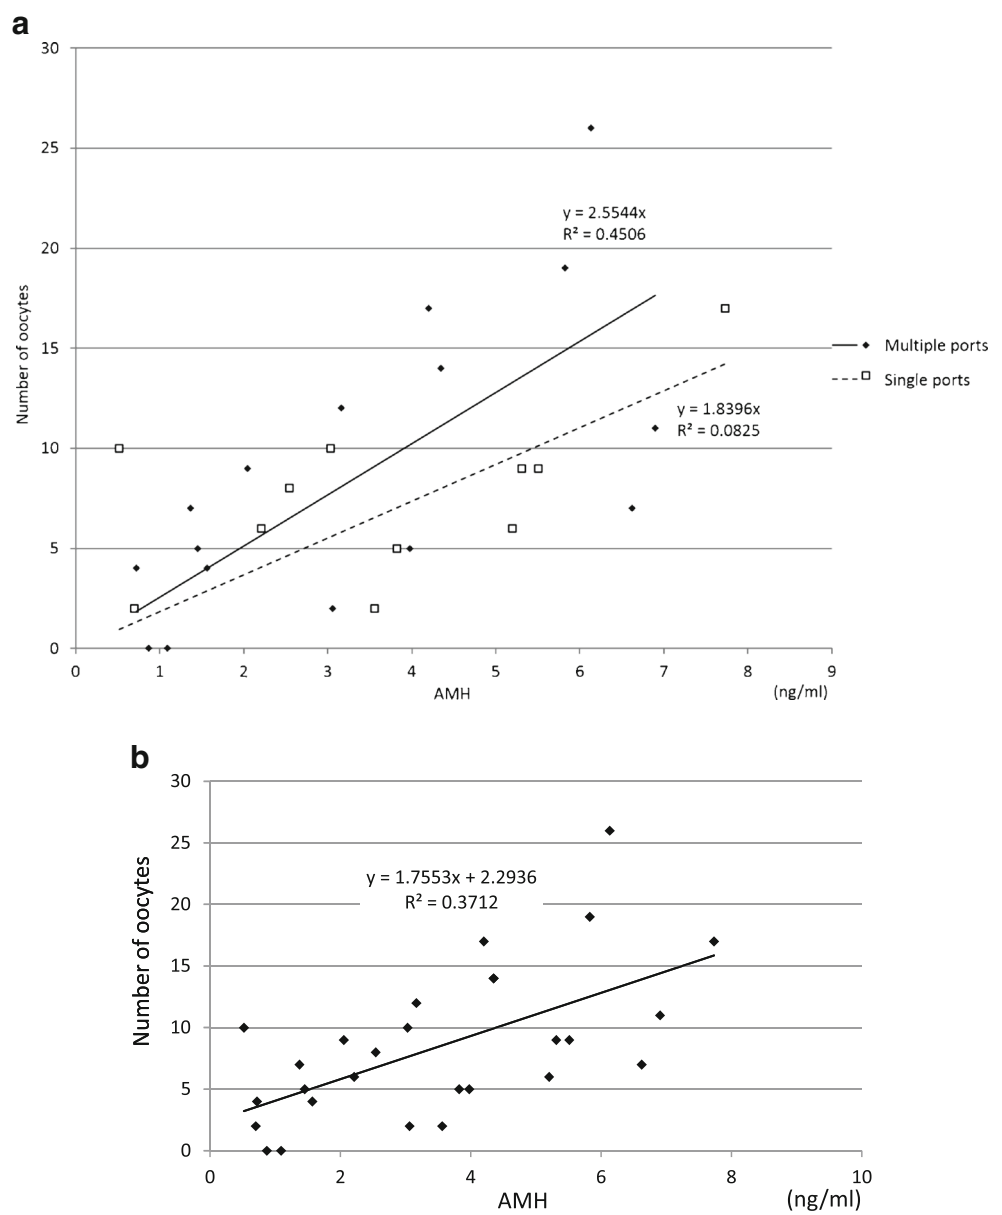 a
30
25
20
15
10
5
0
Number of oocytes
y = 2.5544x
R² = 0.4506
y = 1.8396x
R² = 0.0825
Multiple ports
Single ports
0 1 2 3 4 5 6 7 8 9
AMH (ng/ml)
b
30
25
20
15
10
5
0
Number of oocytes
y = 1.7553x + 2.2936
R² = 0.3712
0 2 4 6 8 10
AMH (ng/ml)